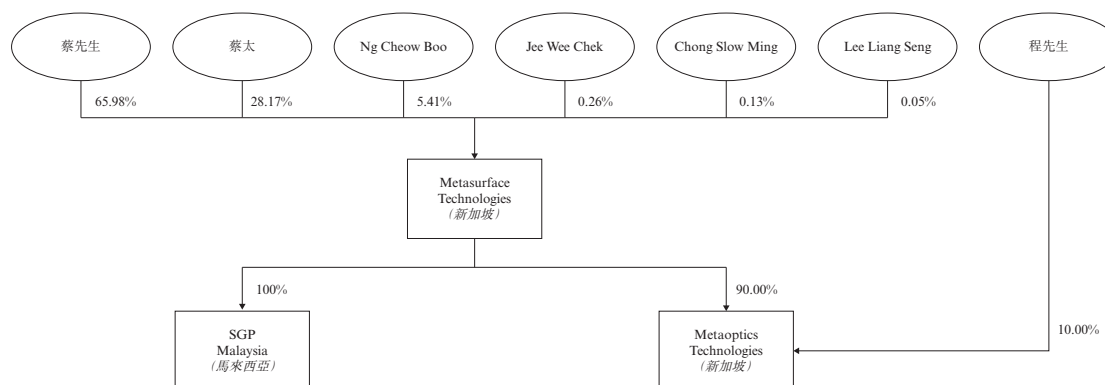 蔡先生
蔡太
Ng Cheow Boo
Jee Wee Chek
Chong Slow Ming
Lee Liang Seng
程先生
65.98%
28.17%
5.41%
0.26%
0.13%
0.05%
Metasurface
Technologies
(新加坡)
100%
90.00%
10.00%
SGP
Malaysia
(馬來西亞)
Metaoptics
Technologies
(新加坡)